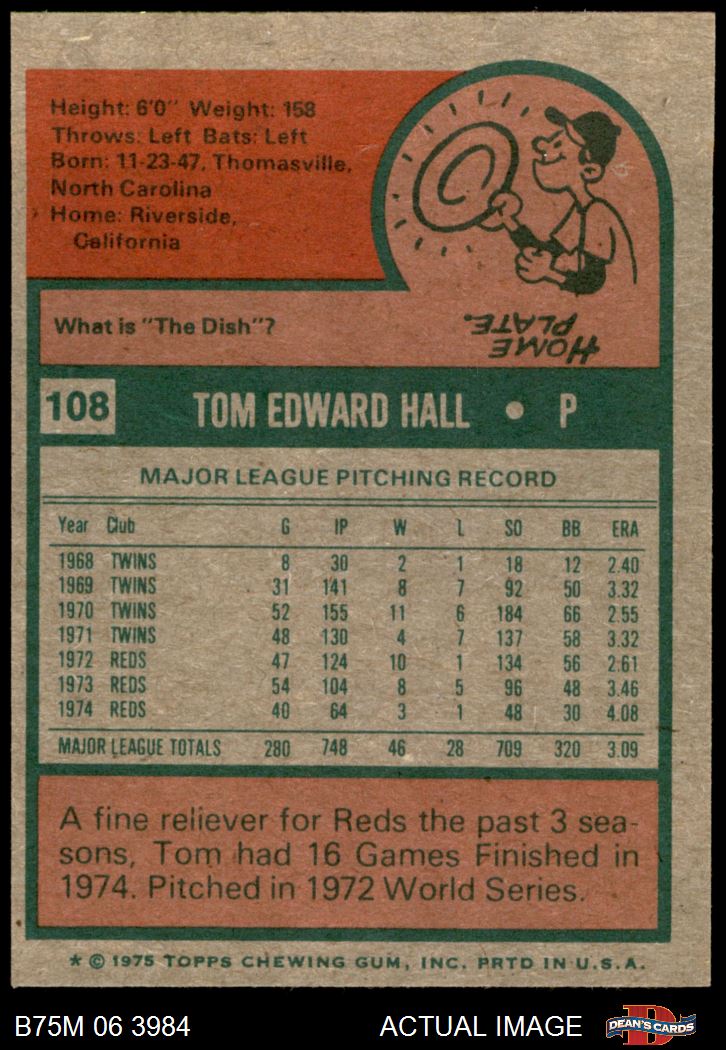 Height: 6'0" Weight: 158
Throws: Left Bats: Left
Born: 11-23-47, Thomasville,
North Carolina
Home: Riverside,
California
What is "The Dish"?
HOME
PLATE.
108 TOM EDWARD HALL • P
MAJOR LEAGUE PITCHING RECORD
Year Club G IP W L SO BB ERA
1968 TWINS 8 30 2 1 18 12 2.40
1969 TWINS 31 141 8 7 92 50 3.32
1970 TWINS 52 155 11 6 184 66 2.55
1971 TWINS 48 130 4 7 137 58 3.32
1972 REDS 47 124 10 1 134 56 2.61
1973 REDS 54 104 8 5 96 48 3.46
1974 REDS 40 64 3 1 48 30 4.08
MAJOR LEAGUE TOTALS 280 748 46 28 709 320 3.09
A fine reliever for Reds the past 3 sea-
sons, Tom had 16 Games Finished in
1974. Pitched in 1972 World Series.
* © 1975 TOPPS CHEWING GUM, INC. PRTD IN U.S.A.
B75M 06 3984 ACTUAL IMAGE D DEAN'S CARDS